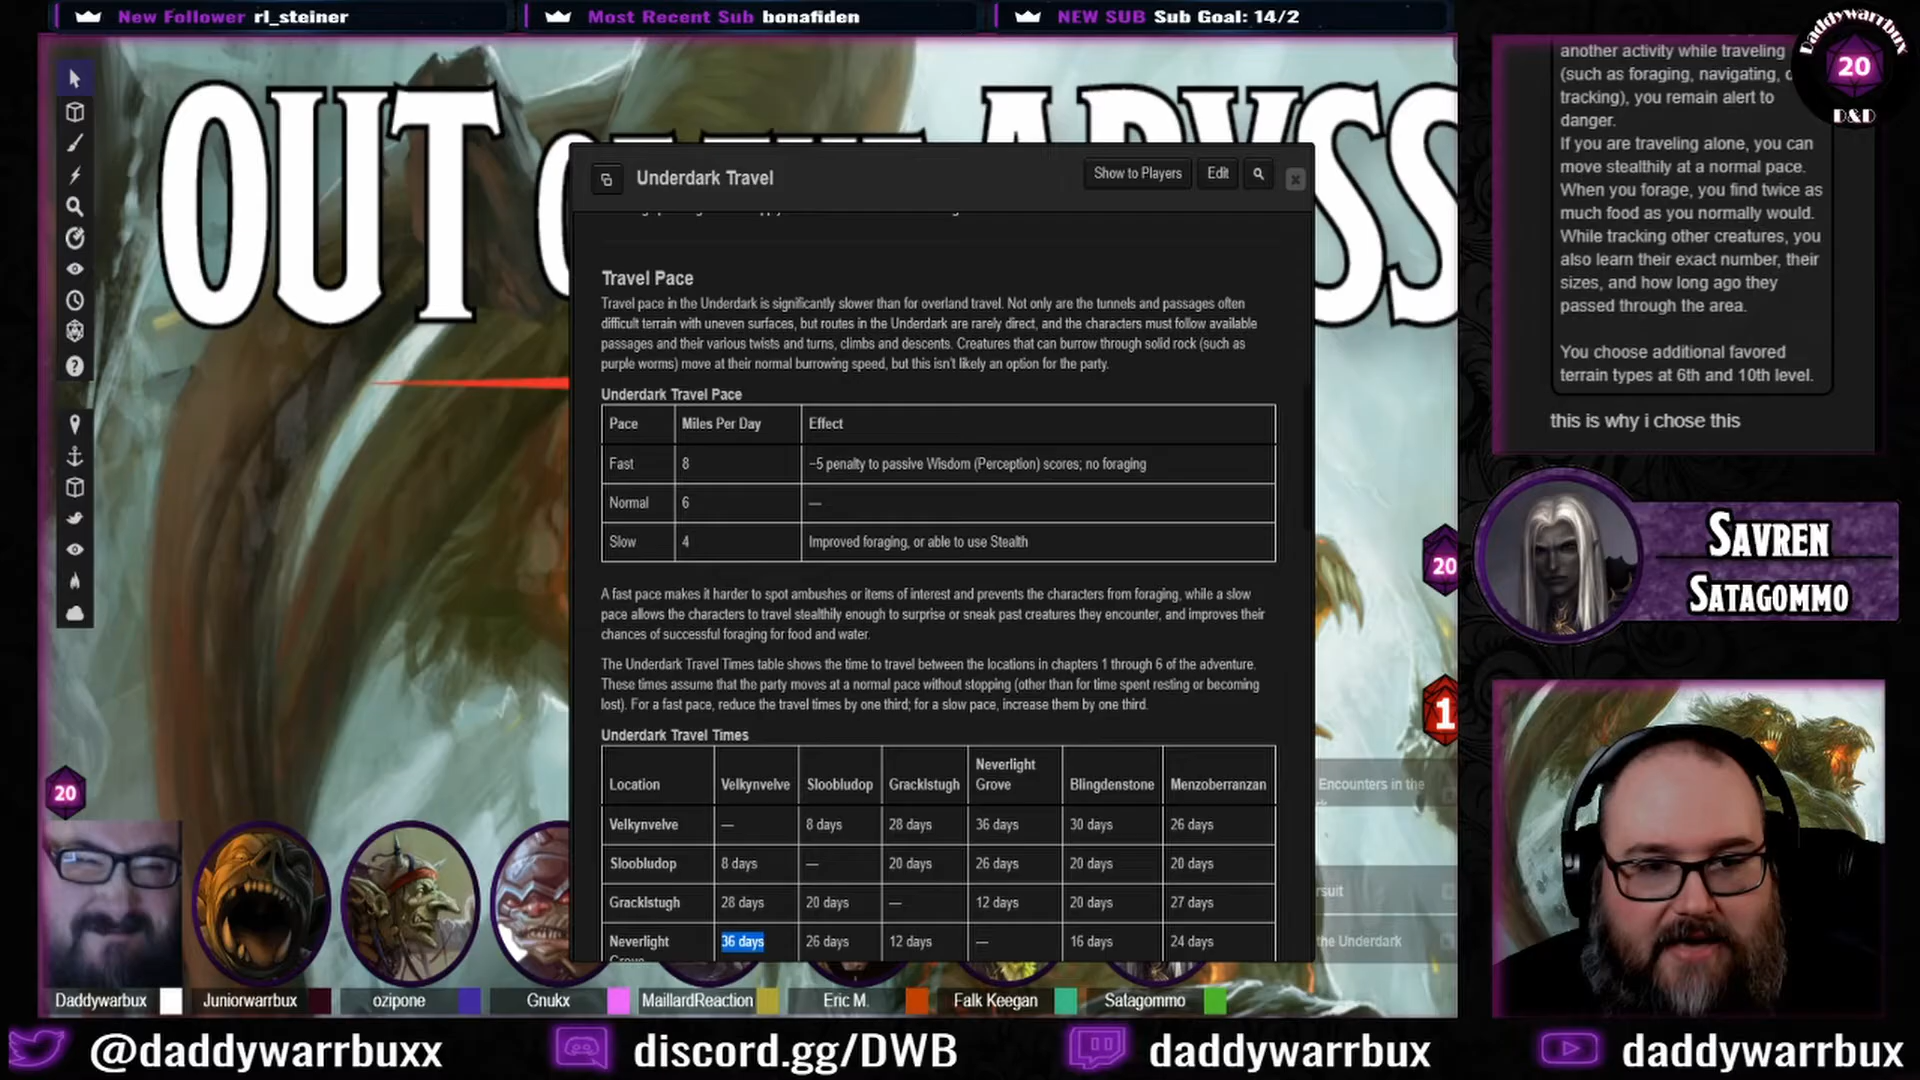 New Follower rl_steiner
Most Recent Sub bonafiden
NEW SUB Sub Goal: 14/2
Daddywarrbux
20
D&D
OUT OF THE ABYSS
Underdark Travel
Show to Players
Edit
Travel Pace
Travel pace in the Underdark is significantly slower than for overland travel. Not only are the tunnels and passages often
difficult terrain with uneven surfaces, but routes in the Underdark are rarely direct, and the characters must follow available
passages and their various twists and turns, climbs and descents. Creatures that can burrow through solid rock (such as
purple worms) move at their normal burrowing speed, but this isn't likely an option for the party.
Underdark Travel Pace
Pace Miles Per Day Effect
Fast 8 −5 penalty to passive Wisdom (Perception) scores; no foraging
Normal 6 —
Slow 4 Improved foraging, or able to use Stealth
A fast pace makes it harder to spot ambushes or items of interest and prevents the characters from foraging, while a slow
pace allows the characters to travel stealthily enough to surprise or sneak past creatures they encounter, and improves their
chances of successful foraging for food and water.
The Underdark Travel Times table shows the time to travel between the locations in chapters 1 through 6 of the adventure.
These times assume that the party moves at a normal pace without stopping (other than for time spent resting or becoming
lost). For a fast pace, reduce the travel times by one third; for a slow pace, increase them by one third.
Underdark Travel Times
Location Velkynvelve Sloobludop Gracklstugh Neverlight Grove Blingdenstone Menzoberranzan
Velkynvelve — 8 days 28 days 36 days 30 days 26 days
Sloobludop 8 days — 20 days 26 days 20 days 20 days
Gracklstugh 28 days 20 days — 12 days 20 days 27 days
Neverlight 36 days 26 days 12 days — 16 days 24 days
Grove
another activity while traveling
(such as foraging, navigating, o
tracking), you remain alert to
danger.
If you are traveling alone, you can
move stealthily at a normal pace.
When you forage, you find twice as
much food as you normally would.
While tracking other creatures, you
also learn their exact number, their
sizes, and how long ago they
passed through the area.
You choose additional favored
terrain types at 6th and 10th level.
this is why i chose this
SAVREN
SATAGOMMO
20
1
20
Encounters in the
rsuit
the Underdark
Daddywarbux
Juniorwarrbux
ozipone
Gnukx
MaillardReaction
Eric M.
Falk Keegan
Satagommo
@daddywarrbuxx
discord.gg/DWB
daddywarrbux
daddywarrbux